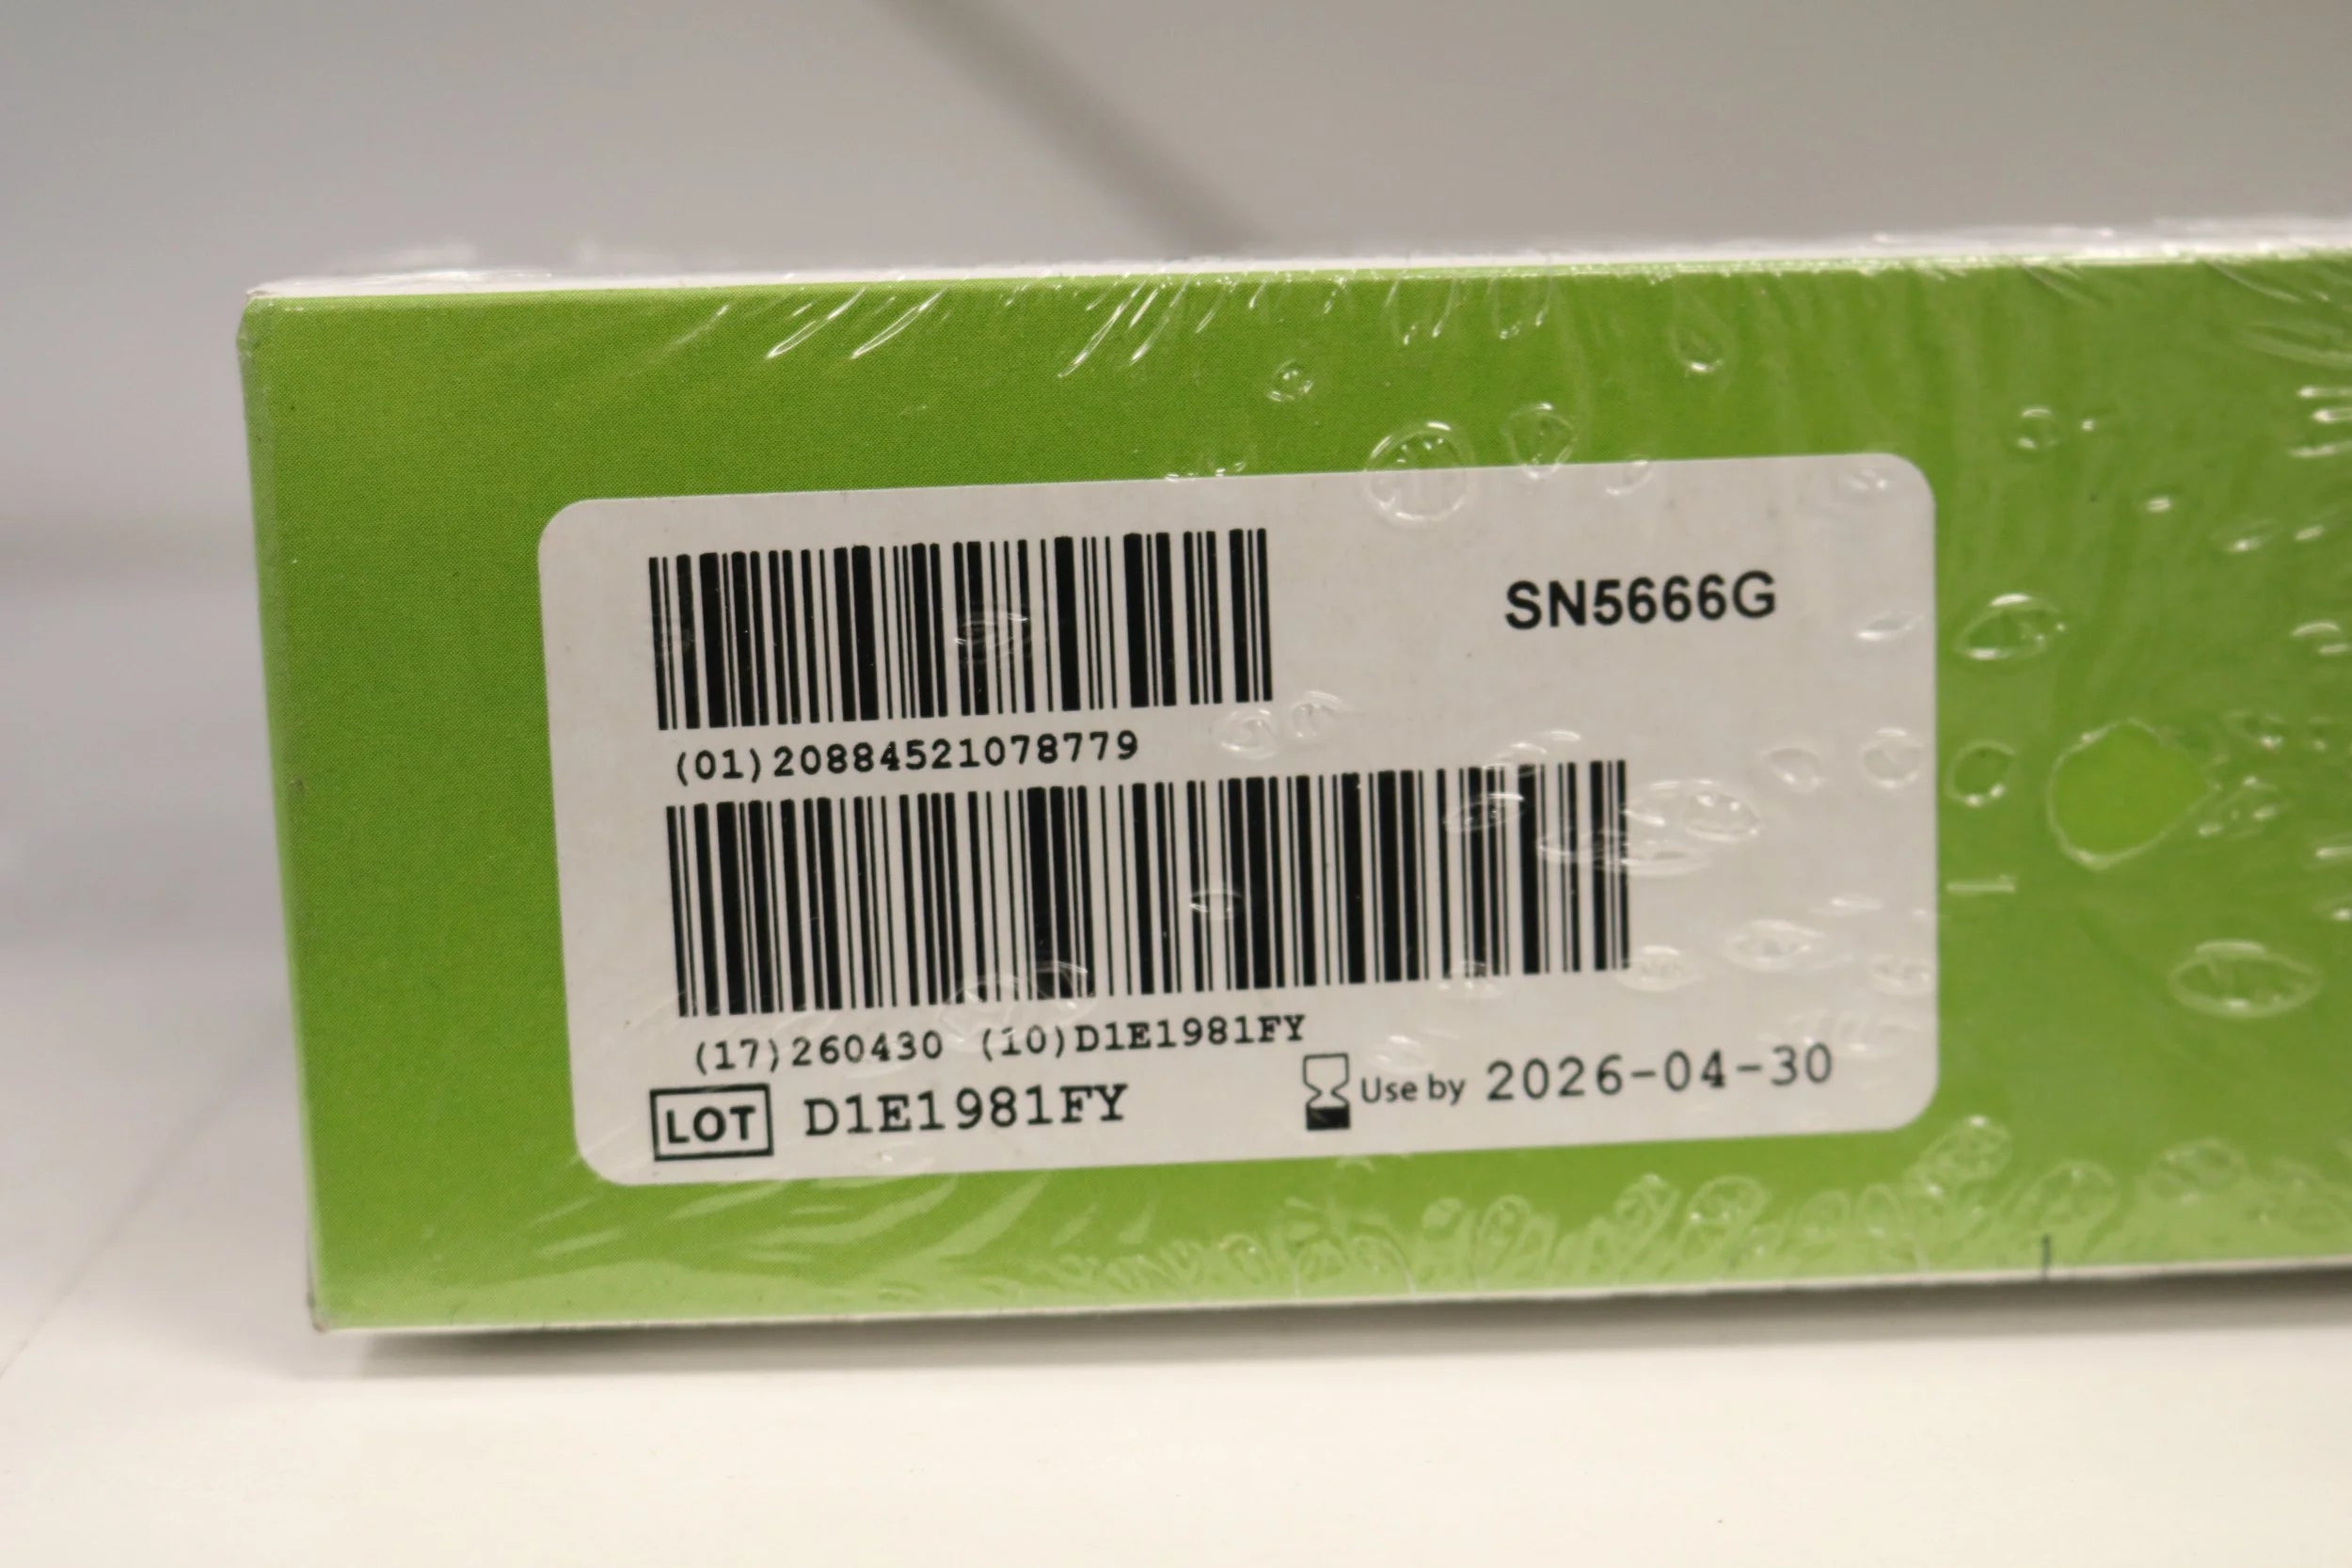 SN5666G
(01)20884521078779
(17)260430 (10)D1E1981FY
LOT D1E1981FY
Use by 2026-04-30